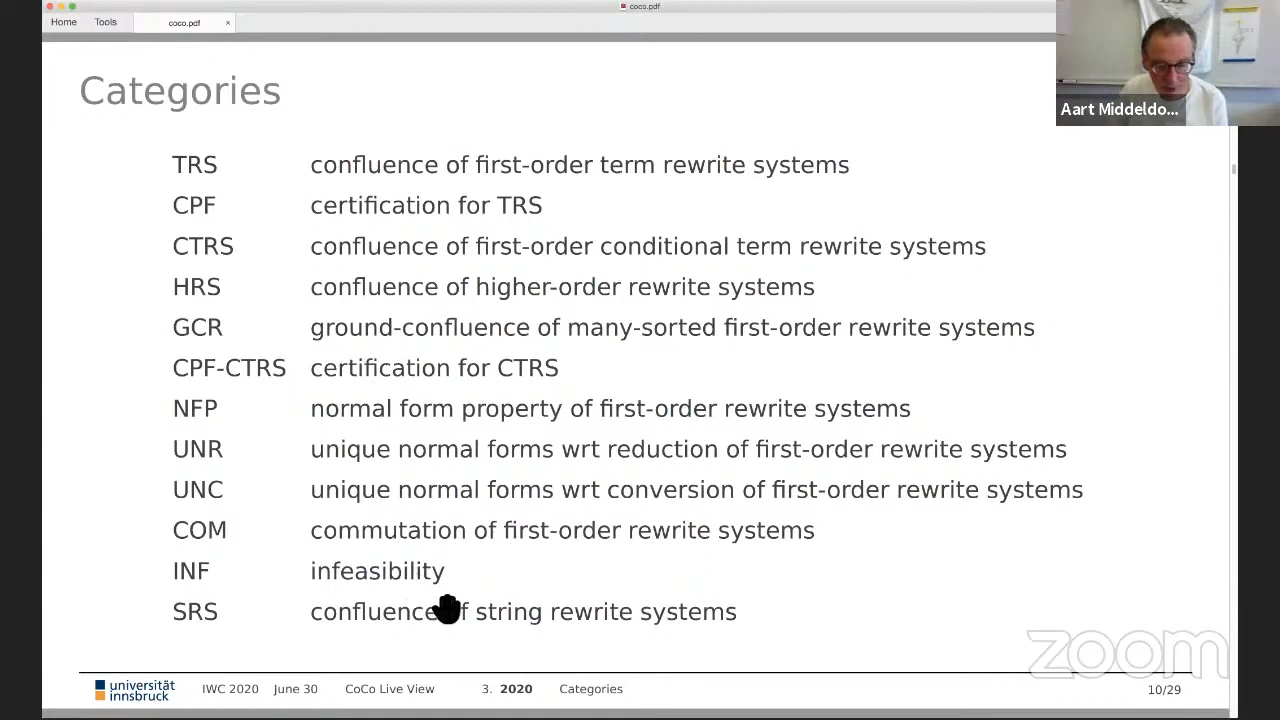 coco.pdf
Home Tools coco.pdf ×
Categories
Aart Middeldo...
TRS confluence of first-order term rewrite systems
CPF certification for TRS
CTRS confluence of first-order conditional term rewrite systems
HRS confluence of higher-order rewrite systems
GCR ground-confluence of many-sorted first-order rewrite systems
CPF-CTRS certification for CTRS
NFP normal form property of first-order rewrite systems
UNR unique normal forms wrt reduction of first-order rewrite systems
UNC unique normal forms wrt conversion of first-order rewrite systems
COM commutation of first-order rewrite systems
INF infeasibility
SRS confluence of string rewrite systems
zoom
universität
innsbruck
IWC 2020 June 30 CoCo Live View 3. 2020 Categories 10/29